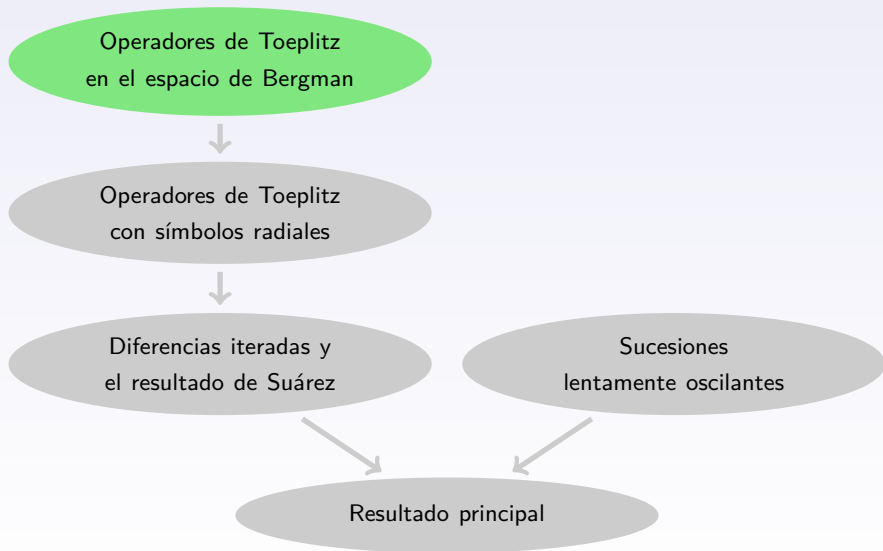 Operadores de Toeplitz
en el espacio de Bergman
Operadores de Toeplitz
con símbolos radiales
Diferencias iteradas y
el resultado de Suárez
Sucesiones
lentamente oscilantes
Resultado principal